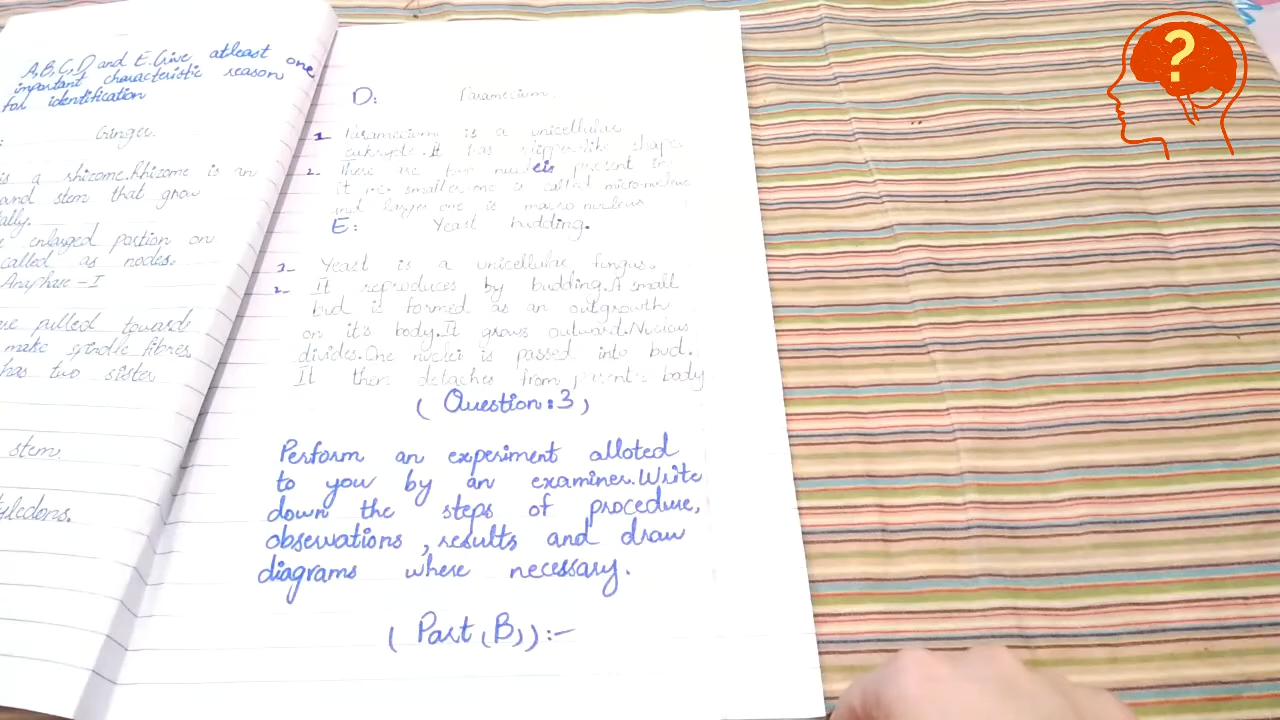 A, B, C, D and E. Give atleast one
important characteristic reason
for identification
: Ginger.
is a rhizome. Rhizome is an
and stem that grow
ally.
e enlarged portion on
called as nodes.
Anaphase - I
are pulled towards
make spindle fibres
has two sister
stem.
tyledons.
D: Paramecium.
1. Paramecium is a unicellular
eukryote. It has slipper like shape
2. There are two nucleis present in
it the smaller one is called micro-nucleus
and larger one is macro nucleus
E: Yeast budding.
1- Yeast is a unicellular fungus.
2- It reproduces by budding. A small
bud is formed as an outgrowth
on it's body. It grows outward. Nucleus
divides. One nuclei is passed into bud.
It then detaches from parent's body
( Question: 3 )
Perform an experiment alloted
to you by an examiner. Write
down the steps of procedure,
observations, results and draw
diagrams where necessary.
( Part (B) ) :-
?